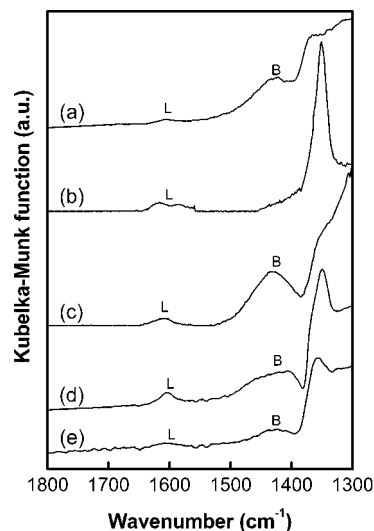 Kubelka-Munk function (a.u.)
L
B
(a)
L
(b)
B
L
(c)
B
L
(d)
B
L
(e)
1800 1700 1600 1500 1400 1300
Wavenumber (cm⁻¹)